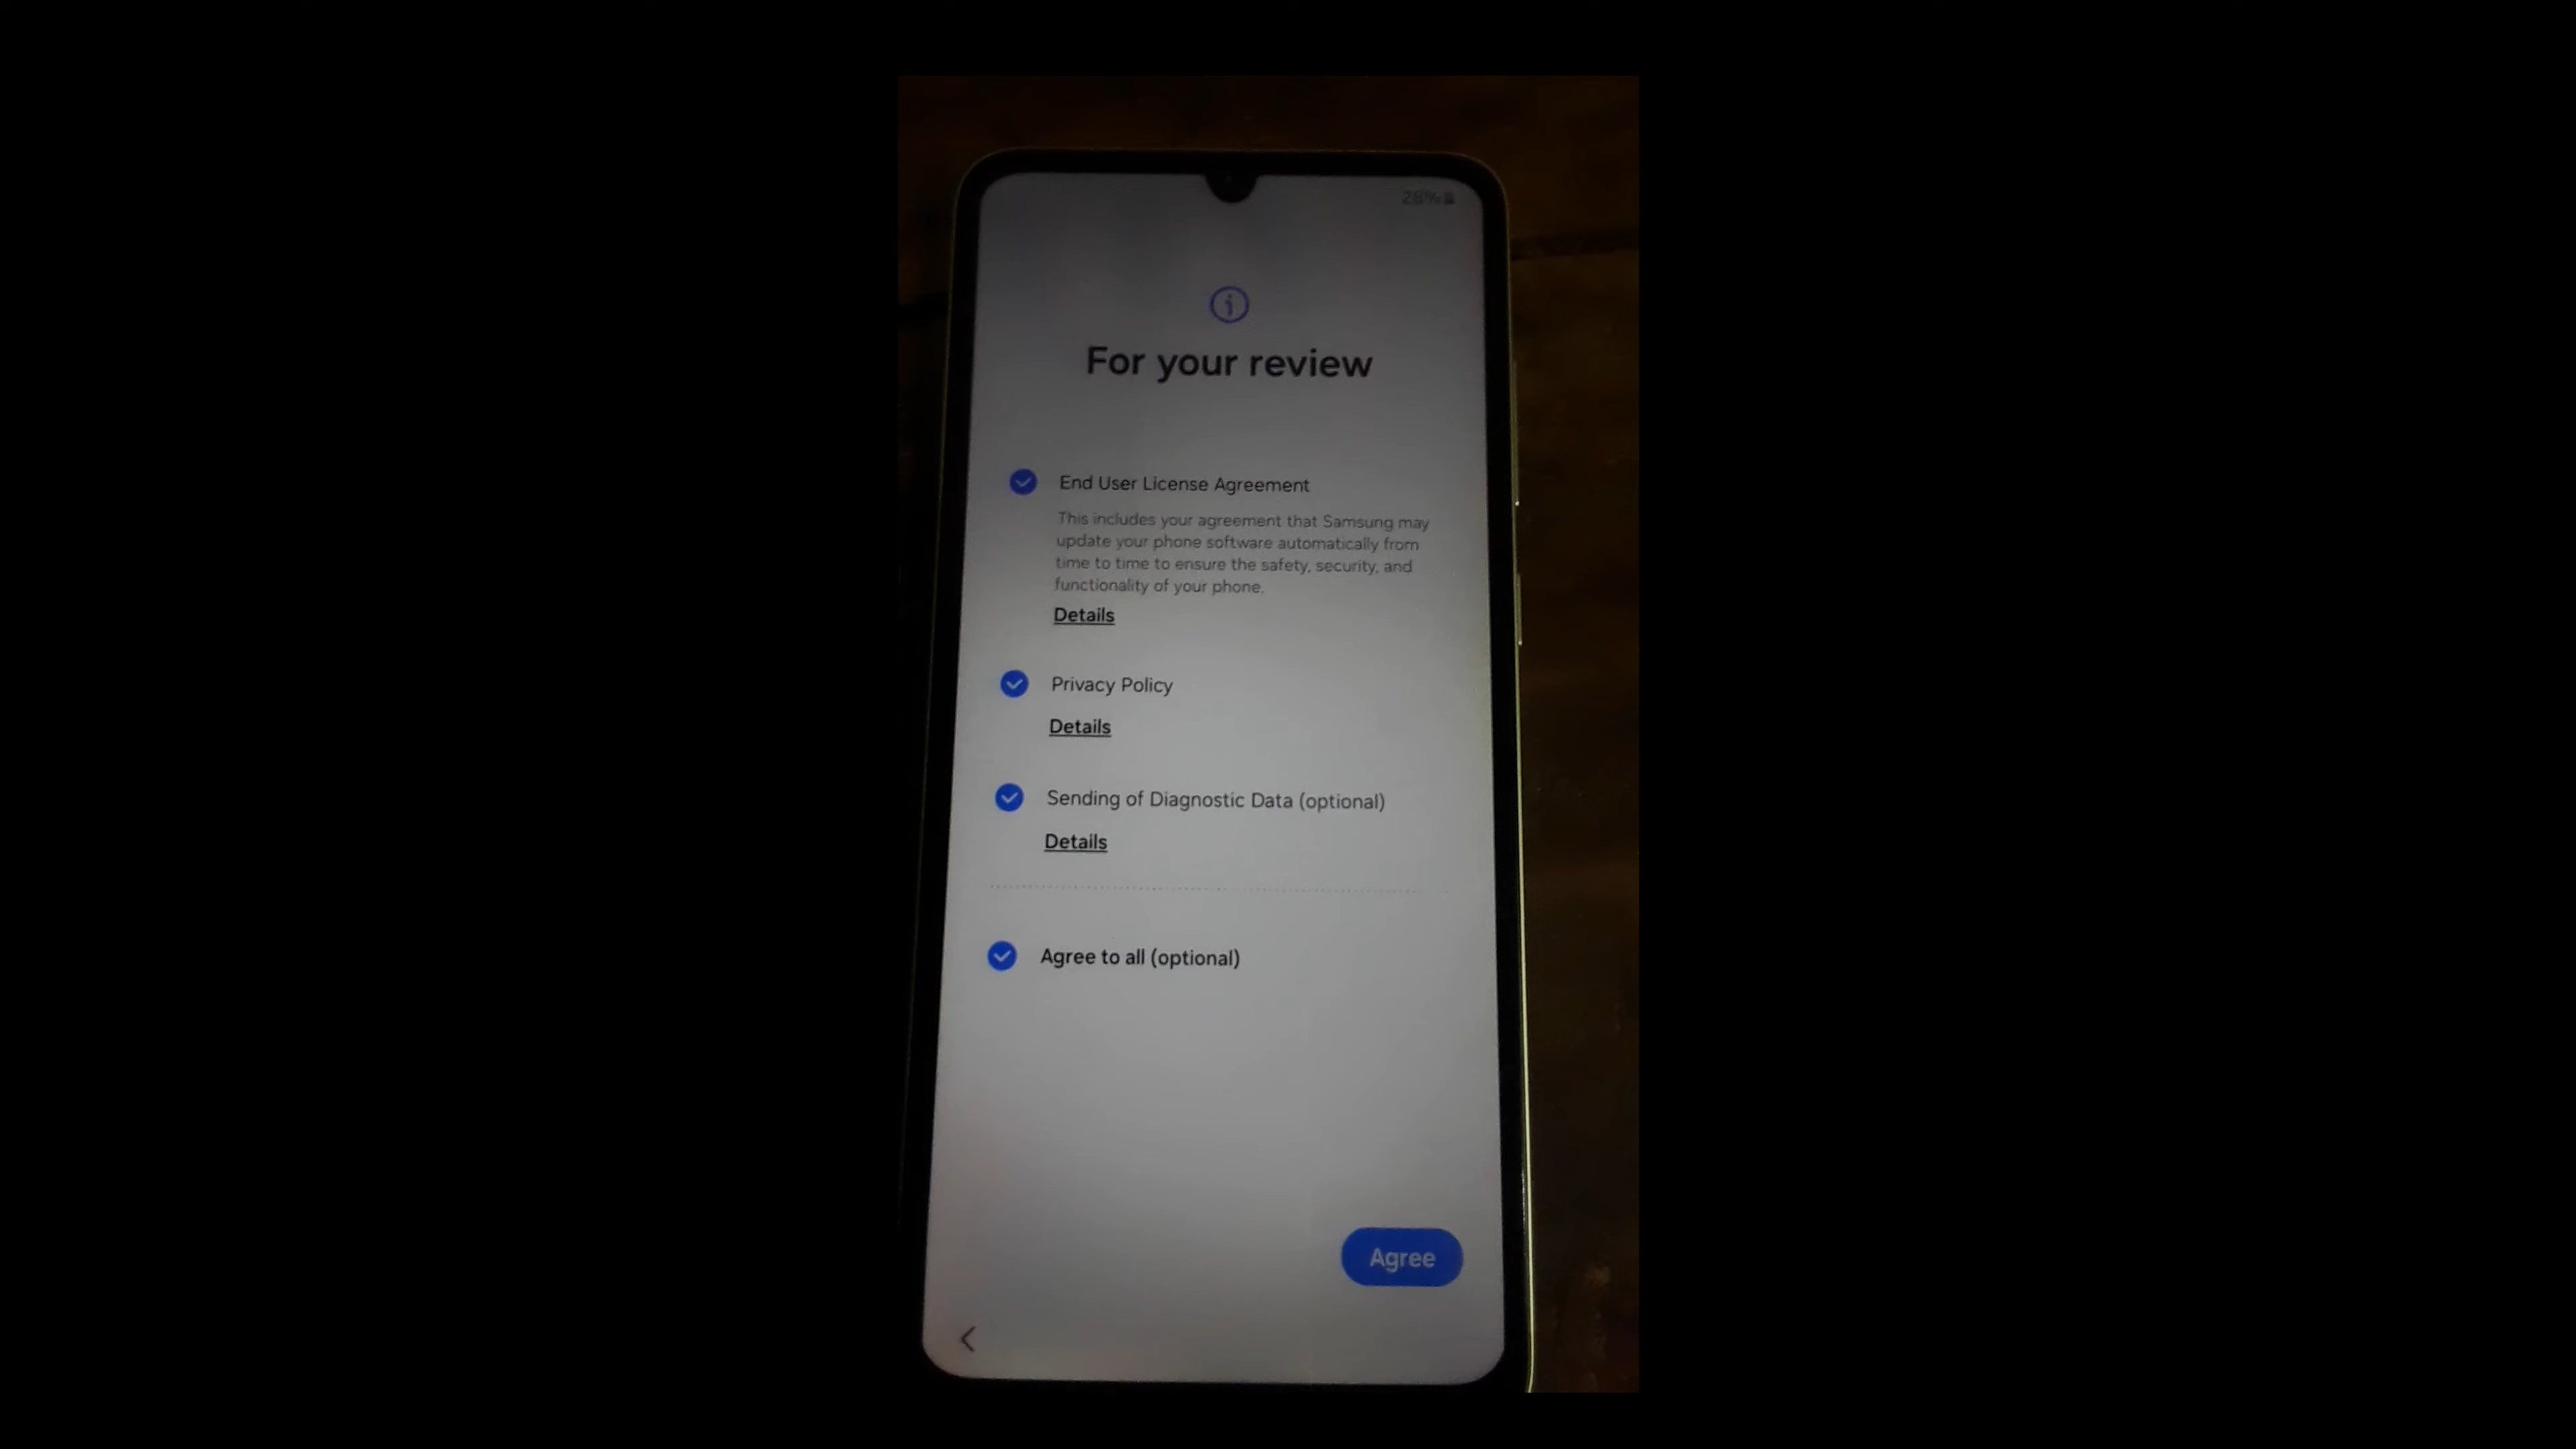 28%
For your review
End User License Agreement
This includes your agreement that Samsung may
update your phone software automatically from
time to time to ensure the safety, security, and
functionality of your phone.
Details
Privacy Policy
Details
Sending of Diagnostic Data (optional)
Details
Agree to all (optional)
Agree